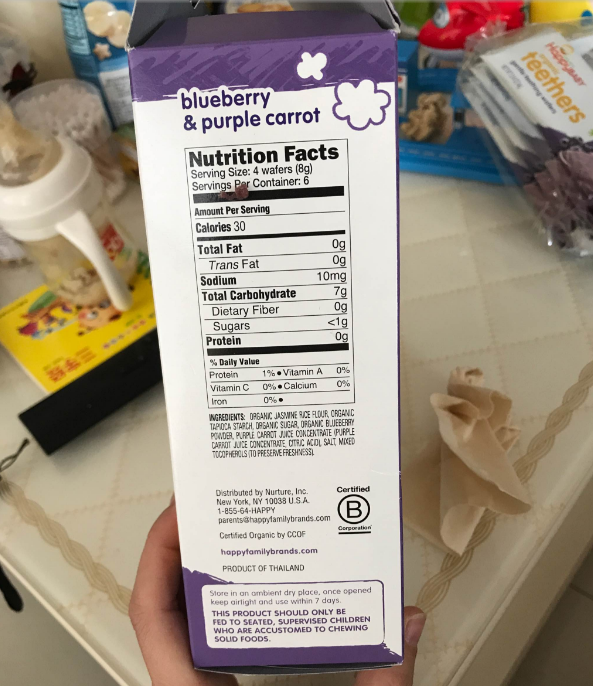 blueberry
& purple carrot
Nutrition Facts
Serving Size: 4 wafers (8g)
Servings Per Container: 6
Amount Per Serving
Calories 30
Total Fat 0g
Trans Fat 0g
Sodium 10mg
Total Carbohydrate 7g
Dietary Fiber 0g
Sugars <1g
Protein 0g
% Daily Value
Protein 1% • Vitamin A 0%
Vitamin C 0% • Calcium 0%
Iron 0% •
INGREDIENTS: ORGANIC JASMINE RICE FLOUR, ORGANIC
TAPIOCA STARCH, ORGANIC SUGAR, ORGANIC BLUEBERRY
POWDER, PURPLE CARROT JUICE CONCENTRATE (PURPLE
CARROT JUICE CONCENTRATE, CITRIC ACID), SALT, MIXED
TOCOPHEROLS (TO PRESERVE FRESHNESS).
Distributed by Nurture, Inc.
New York, NY 10038 U.S.A.
1-855-64-HAPPY
parents@happyfamilybrands.com
Certified Organic by CCOF
happyfamilybrands.com
PRODUCT OF THAILAND
Certified
B
Corporation
Store in an ambient dry place, once opened
keep airtight and use within 7 days.
THIS PRODUCT SHOULD ONLY BE
FED TO SEATED, SUPERVISED CHILDREN
WHO ARE ACCUSTOMED TO CHEWING
SOLID FOODS.
HAPPYBABY
teethers